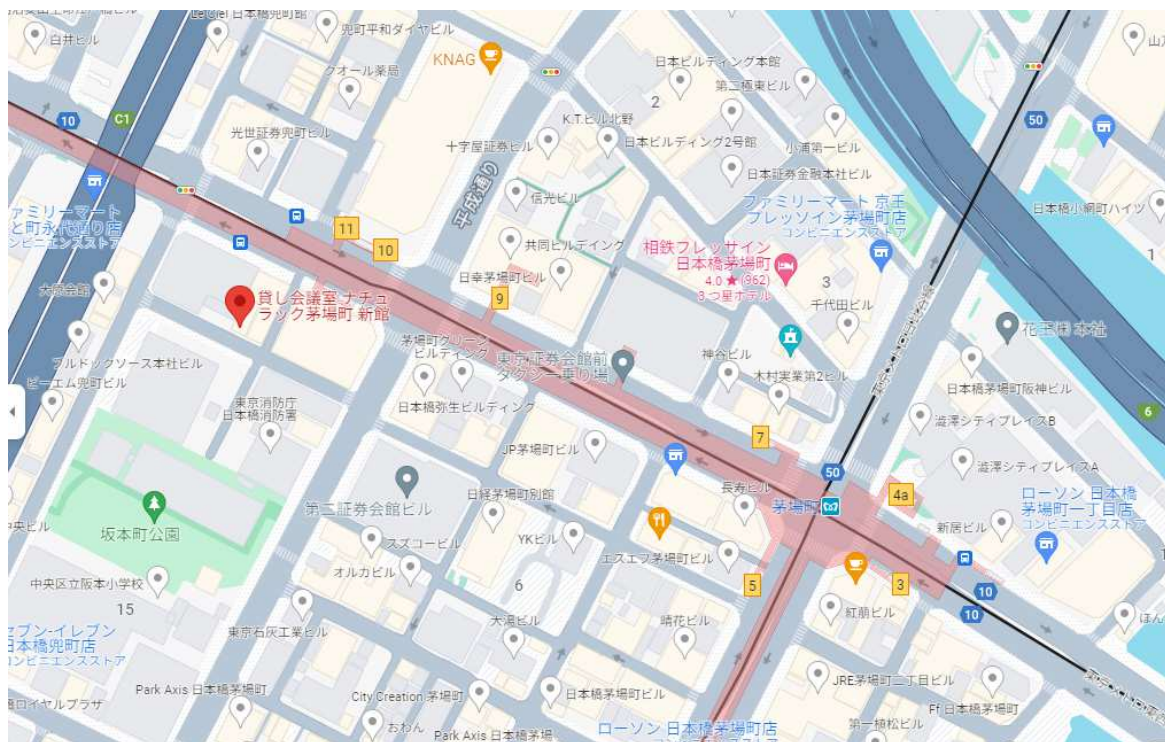 Le Ciel 日本橋兜町館
白井ビル
兜町平和ダイヤビル
KNAG
クオール薬局
日本ビルディング本館
第二極東ビル
2
10
C1
光世証券兜町ビル
十字屋証券ビル
K.T.ビル北野
日本ビルディング2号館
小浦第一ビル
50
日本証券金融本社ビル
平成通り
信光ビル
ファミリーマート
と町永代通り店
コンビニエンスストア
ファミリーマート 京王
プレッソイン茅場町店
コンビニエンスストア
日本橋小網町ハイツ
1
11
10
共同ビルディング
相鉄フレッサイン
日本橋茅場町
4.0 ★ (962)
3 つ星ホテル
3
大原会館
日幸茅場町ビル
9
貸し会議室 ナチュ
ラック茅場町 新館
千代田ビル
花王㈱ 本社
ブルドックソース本社ビル
茅場町グリーン
ビルディング
東京証券会館前
タクシー乗り場
神谷ビル
木村実業第2ビル
日本橋茅場町阪神ビル
ピーエム兜町ビル
東京消防庁
日本橋消防署
日本橋弥生ビルディング
澁澤シティプレイスB
6
7
JP茅場町ビル
50
澁澤シティプレイスA
坂本町公園
第二証券会館ビル
日経茅場町別館
長寿ビル
茅場町
4a
ローソン 日本橋
茅場町一丁目店
コンビニエンスストア
新居ビル
中央ビル
スズコービル
YKビル
エスエフ茅場町ビル
オルカビル
6
5
3
10
10
中央区立阪本小学校
15
紅萠ビル
セブン-イレブン
日本橋兜町店
コンビニエンスストア
東京石灰工業ビル
大滝ビル
晴花ビル
JRE茅場町二丁目ビル
Park Axis 日本橋茅場町
City Creation 茅場町
日本橋茅場町ビル
Ff 日本橋茅場町
おわん
Park Axis 日本橋茅場
ローソン 日本橋茅場町店
コンビニエンスストア
第一植松ビル